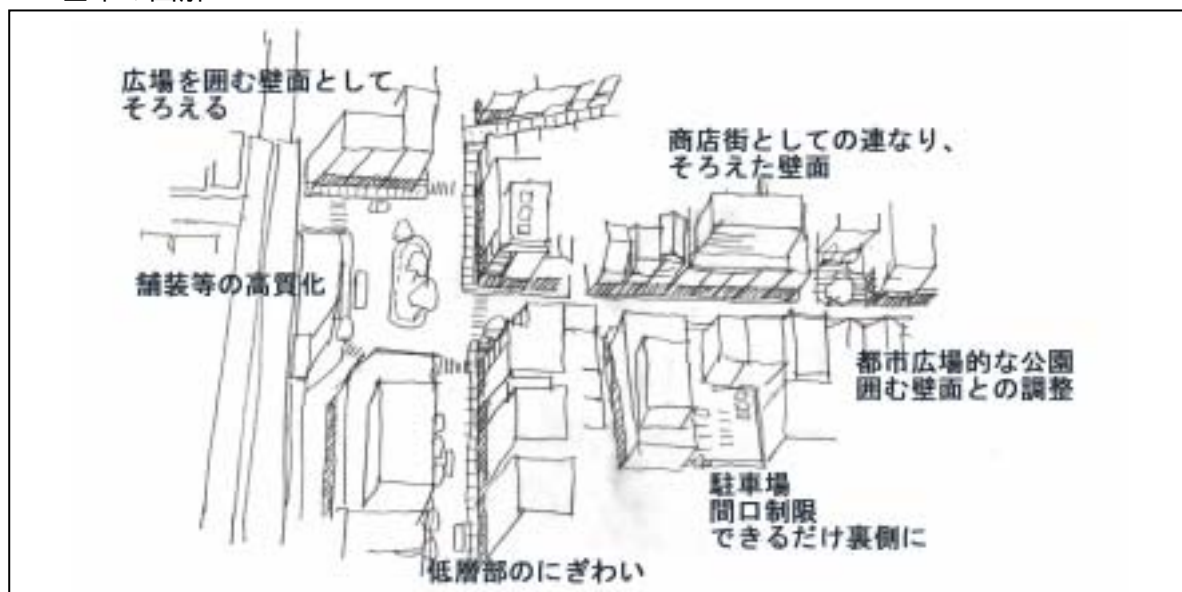 広場を囲む壁面として
そろえる
商店街としての連なり、
そろえた壁面
舗装等の高質化
都市広場的な公園
囲む壁面との調整
駐車場
間口制限
できるだけ裏側に
低層部のにぎわい